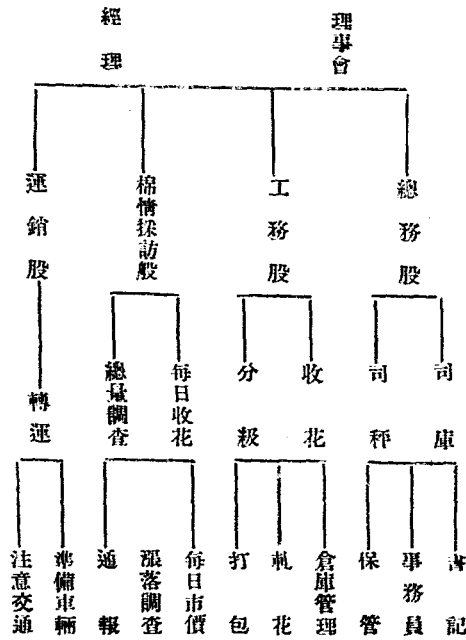 理事會
經理
總務股
工務股
棉情採訪般
運銷股
司庫
司秤
收花
分級
每日收花
總量調查
轉運
書記
事務員
保管
倉庫管理
軋花
打包
每日市價
漲落調查
通報
準備車輛
注意交通